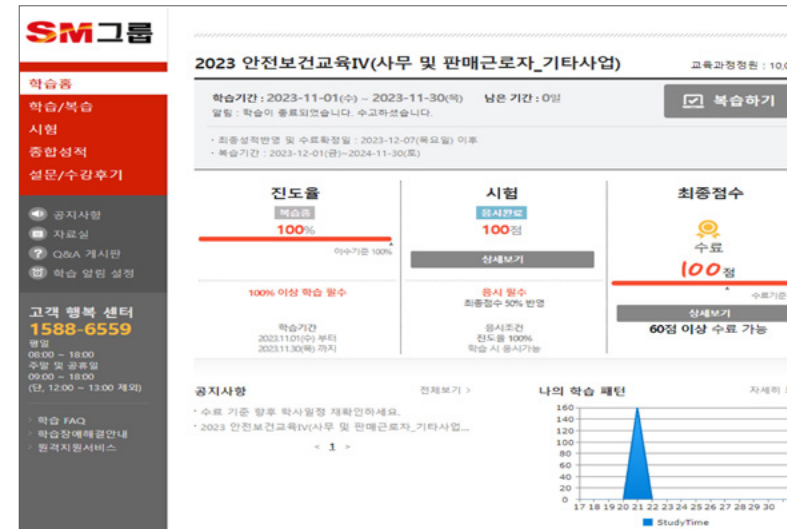 SM그룹
학습홈
학습/복습
시험
종합성적
설문/수강후기
공지사항
자료실
Q&A 게시판
학습 알림 설정
고객 행복 센터
1588-6559
평일
08:00 ~ 18:00
주말 및 공휴일
09:00 ~ 18:00
(단, 12:00 ~ 13:00 제외)
학습 FAQ
학습장애해결안내
원격지원서비스
2023 안전보건교육IV(사무 및 판매근로자_기타사업)
교육과정정원 : 10,0
학습기간 : 2023-11-01(수) ~ 2023-11-30(목) 남은 기간 : 0일
알림 : 학습이 종료되었습니다. 수고하셨습니다.
복습하기
· 최종성적반영 및 수료확정일 : 2023-12-07(목요일) 이후
· 복습기간 : 2023-12-01(금)~2024-11-30(토)
진도율
복습중
100%
이수기준 100%
100% 이상 학습 필수
학습기간
2023.11.01(수) 부터
2023.11.30(목) 까지
시험
응시완료
100점
상세보기
응시 필수
최종점수 50% 반영
응시조건
진도율 100%
학습 시 응시가능
최종점수
수료
100점
수료기준
상세보기
60점 이상 수료 가능
공지사항
전체보기 >
· 수료 기준 향후 학사일정 재확인하세요.
· 2023 안전보건교육IV(사무 및 판매근로자_기타사업...
< 1 >
나의 학습 패턴
자세히
160
140
120
100
80
60
40
20
0
17 18 19 20 21 22 23 24 25 26 27 28 29 30
StudyTime